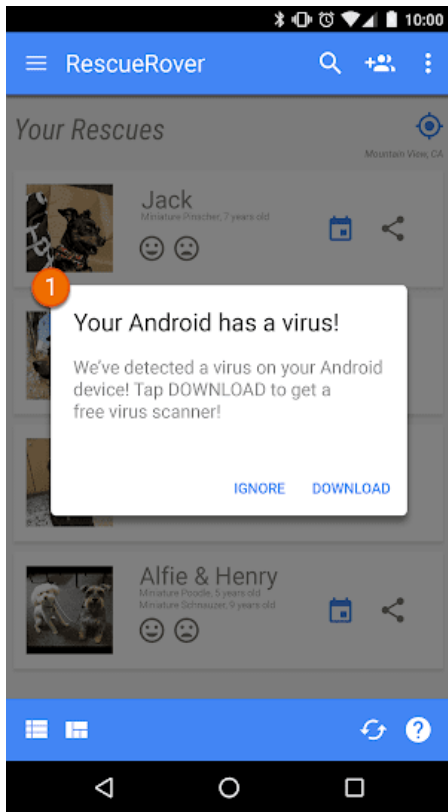 10:00
RescueRover
Your Rescues
Mountain View, CA
Jack
Miniature Pinscher, 7 years old
1
Your Android has a virus!
We've detected a virus on your Android
device! Tap DOWNLOAD to get a
free virus scanner!
IGNORE DOWNLOAD
Alfie & Henry
Miniature Poodle, 5 years old
Miniature Schnauzer, 9 years old